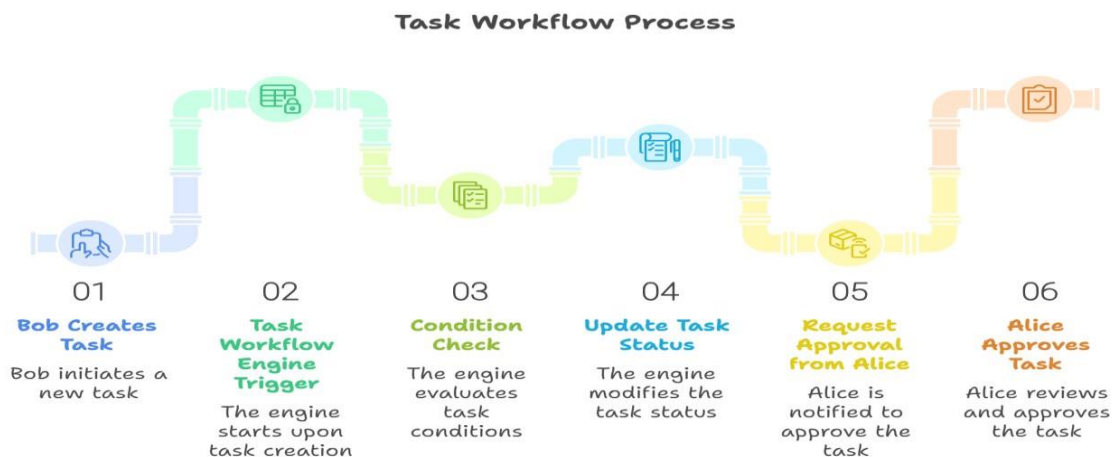 Task Workflow Process
01
Bob Creates
Task
Bob initiates a
new task
02
Task
Workflow
Engine
Trigger
The engine
starts upon
task creation
03
Condition
Check
The engine
evaluates
task
conditions
04
Update Task
Status
The engine
modifies the
task status
05
Request
Approval
from Alice
Alice is
notified to
approve the
task
06
Alice
Approves
Task
Alice reviews
and approves
the task